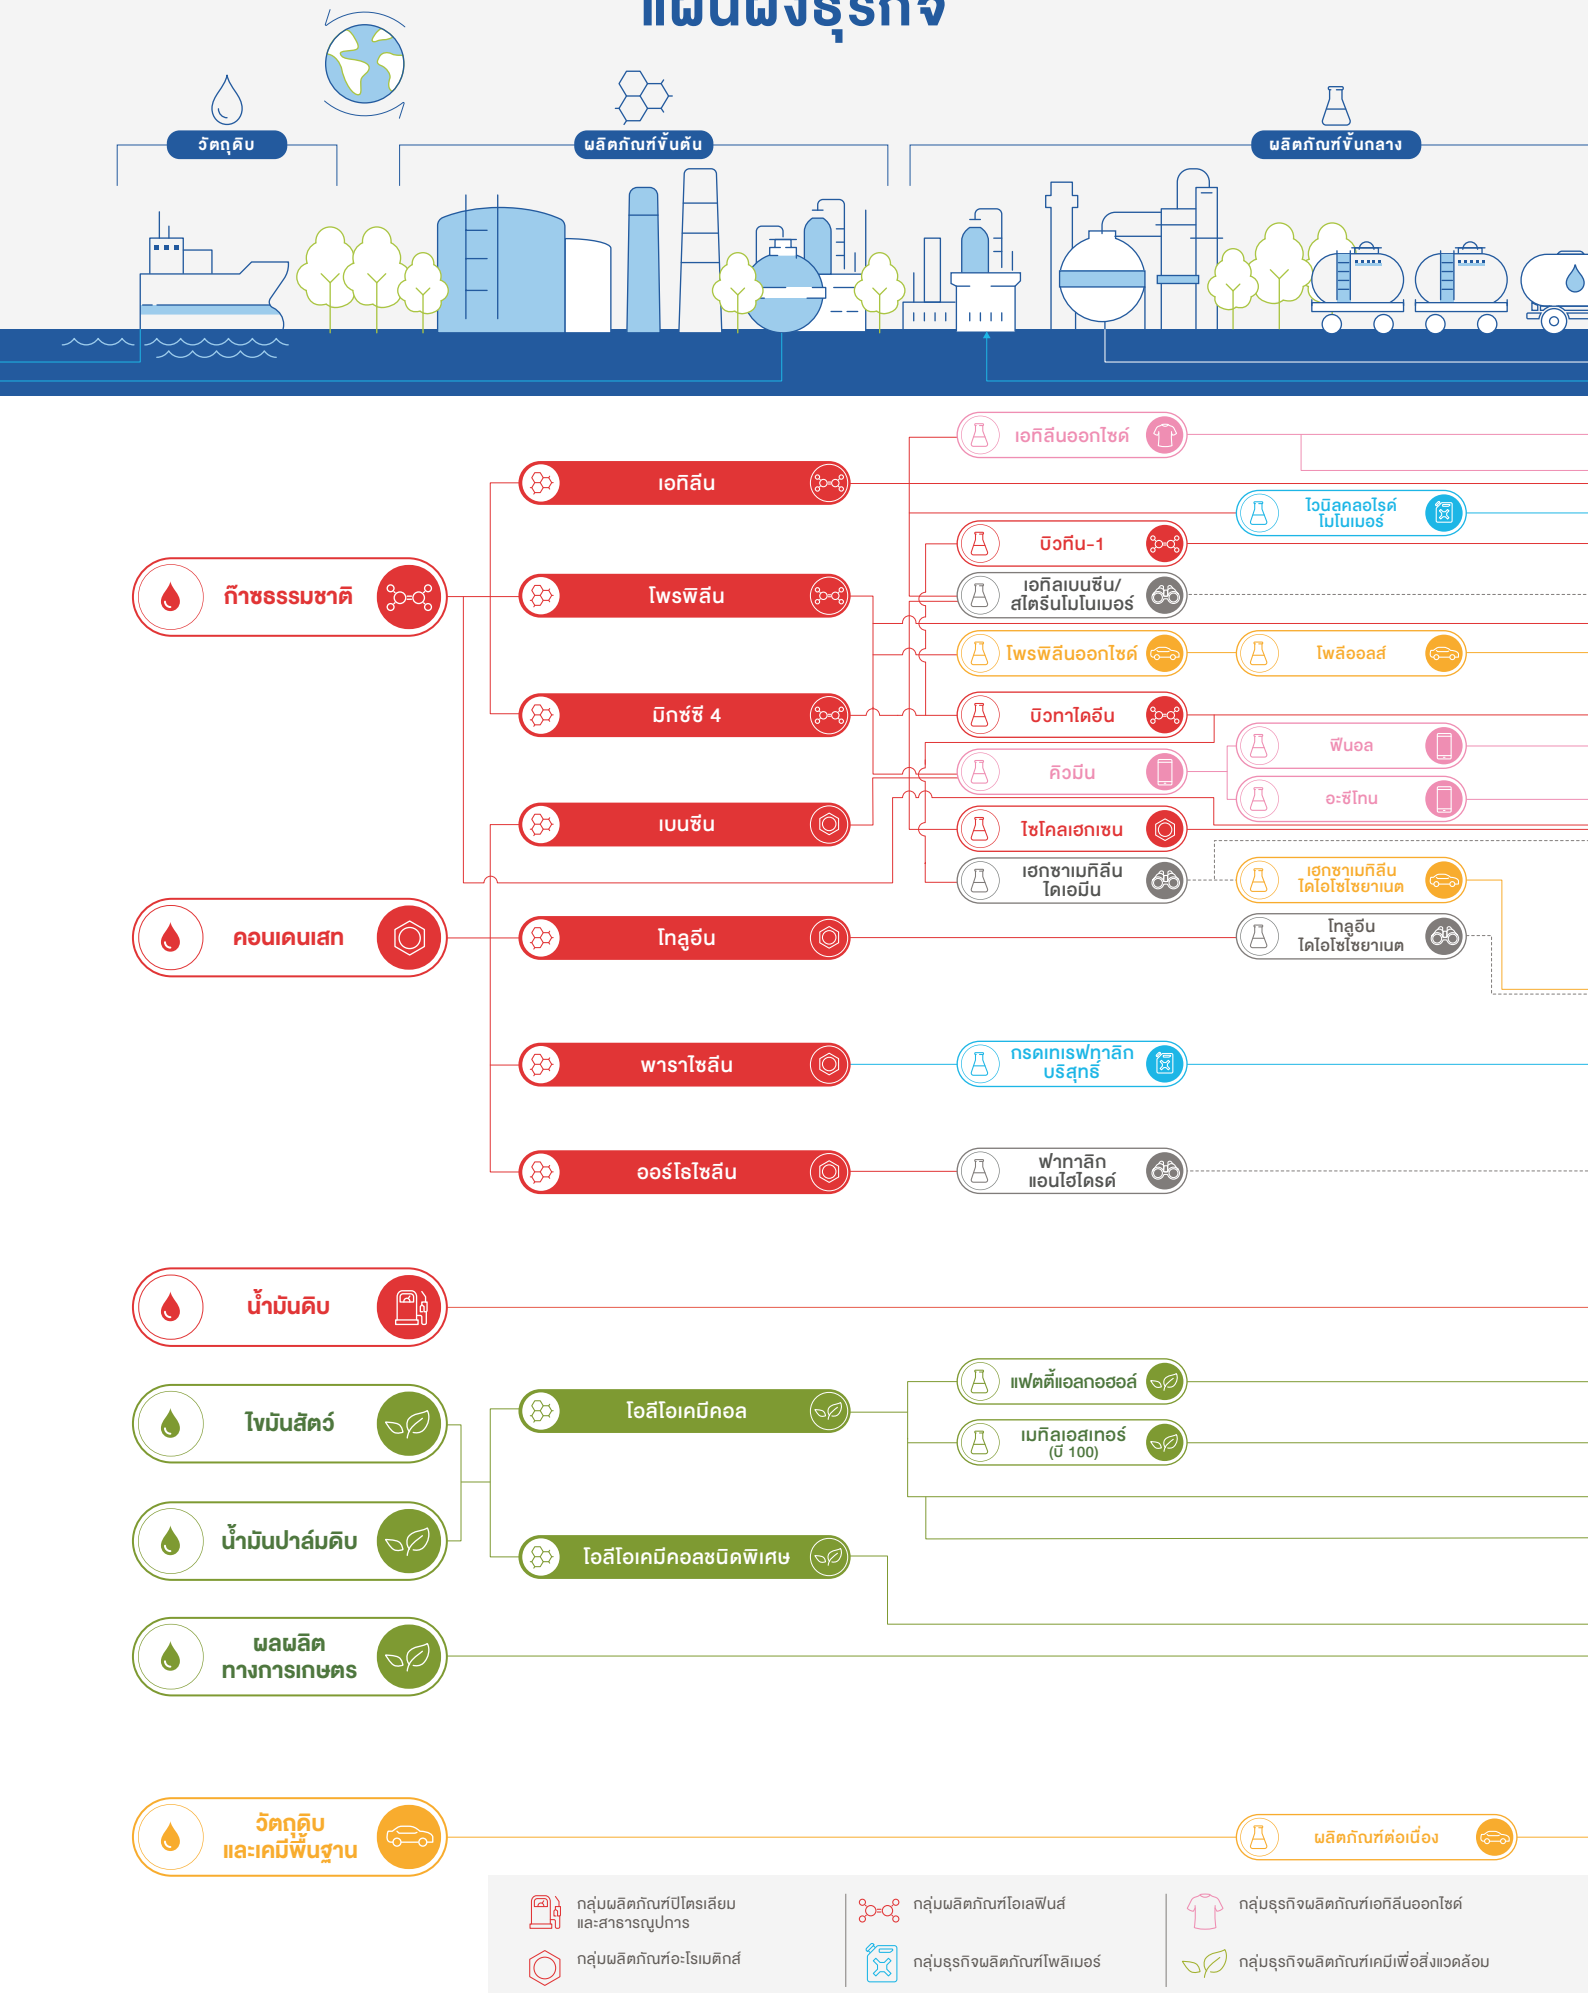 แผนผังธุรกิจ
วัตถุดิบ
ผลิตภัณฑ์ขั้นต้น
ผลิตภัณฑ์ขั้นกลาง
เอทิลีนออกไซด์
เอทิลีน
ไวนิลคลอไรด์
โมโนเมอร์
บิวทีน-1
ก๊าซธรรมชาติ
โพรพิลีน
เอทิลเบนซีน/
สไตรีนโมโนเมอร์
โพรพิลีนออกไซด์
โพลีออลส์
มิกซ์ซี 4
บิวทาไดอีน
ฟีนอล
คิวมีน
อะซีโทน
เบนซีน
ไซโคลเฮกเซน
เฮกซาเมทิลีน
ไดเอมีน
เฮกซาเมทิลีน
ไดไอโซไซยาเนต
คอนเดนเสท
โทลูอีน
โทลูอีน
ไดไอโซไซยาเนต
พาราไซลีน
กรดเทเรฟทาลิก
บริสุทธิ์
ออร์โธไซลีน
ฟาทาลิก
แอนไฮไดรด์
น้ำมันดิบ
แฟตตี้แอลกอฮอล์
ไขมันสัตว์
โอลีโอเคมีคอล
เมทิลเอสเทอร์
(บี 100)
น้ำมันปาล์มดิบ
โอลีโอเคมีคอลชนิดพิเศษ
ผลผลิต
ทางการเกษตร
วัตถุดิบ
และเคมีพื้นฐาน
ผลิตภัณฑ์ต่อเนื่อง
กลุ่มผลิตภัณฑ์ปิโตรเลียม
และสาธารณูปการ
กลุ่มผลิตภัณฑ์โอเลฟินส์
กลุ่มธุรกิจผลิตภัณฑ์เอทิลีนออกไซด์
กลุ่มผลิตภัณฑ์อะโรเมติกส์
กลุ่มธุรกิจผลิตภัณฑ์โพลิเมอร์
กลุ่มธุรกิจผลิตภัณฑ์เคมีเพื่อสิ่งแวดล้อม